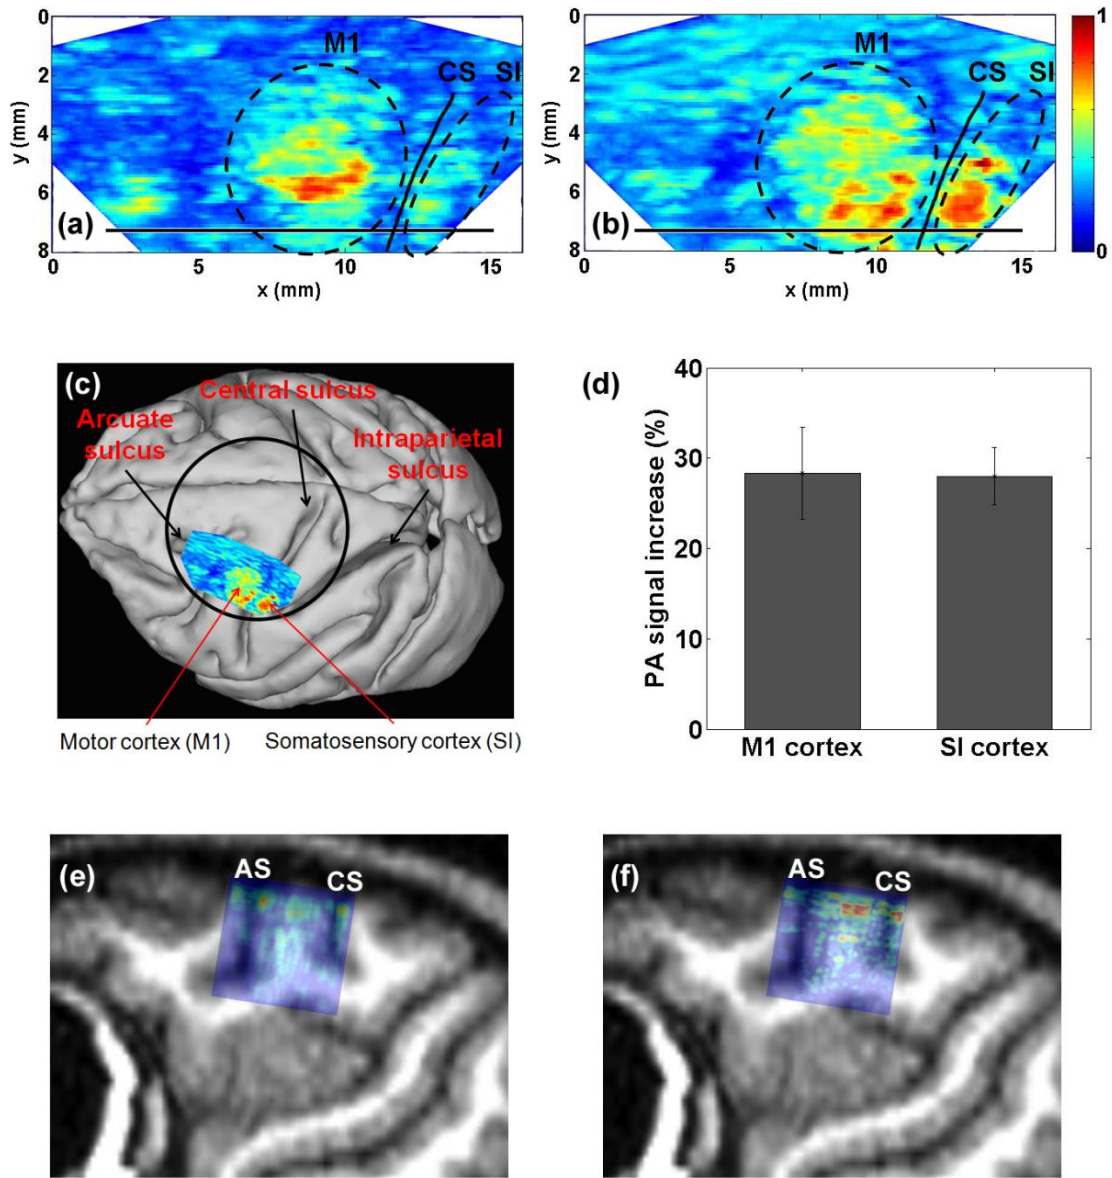 M1
CS
SI
0
2
4
6
8
y (mm)
(a)
0
5
10
15
x (mm)
M1
CS
SI
0
2
4
6
8
y (mm)
(b)
0
5
10
15
x (mm)
1
0
(c)
Central sulcus
Arcuate
sulcus
Intraparietal
sulcus
Motor cortex (M1)
Somatosensory cortex (SI)
(d)
40
30
20
10
0
PA signal increase (%)
M1 cortex
SI cortex
(e)
AS
CS
(f)
AS
CS